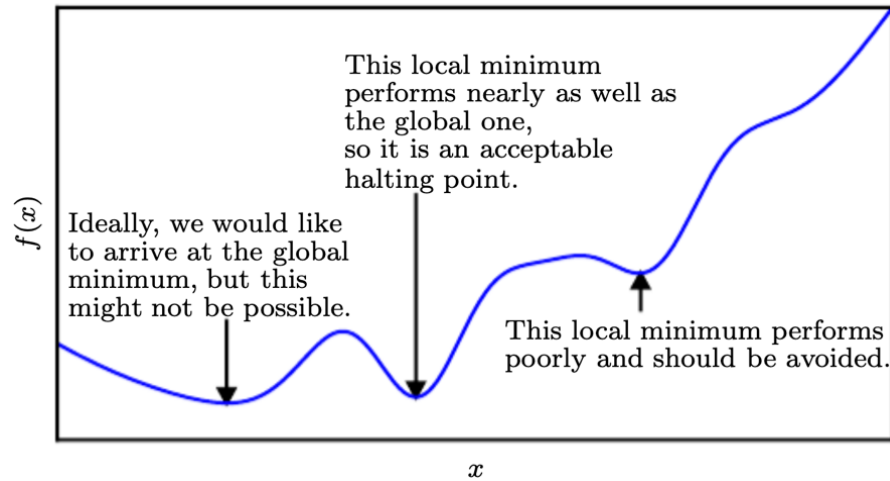 This local minimum
performs nearly as well as
the global one,
so it is an acceptable
halting point.
Ideally, we would like
to arrive at the global
minimum, but this
might not be possible.
This local minimum performs
poorly and should be avoided.
f(x)
x